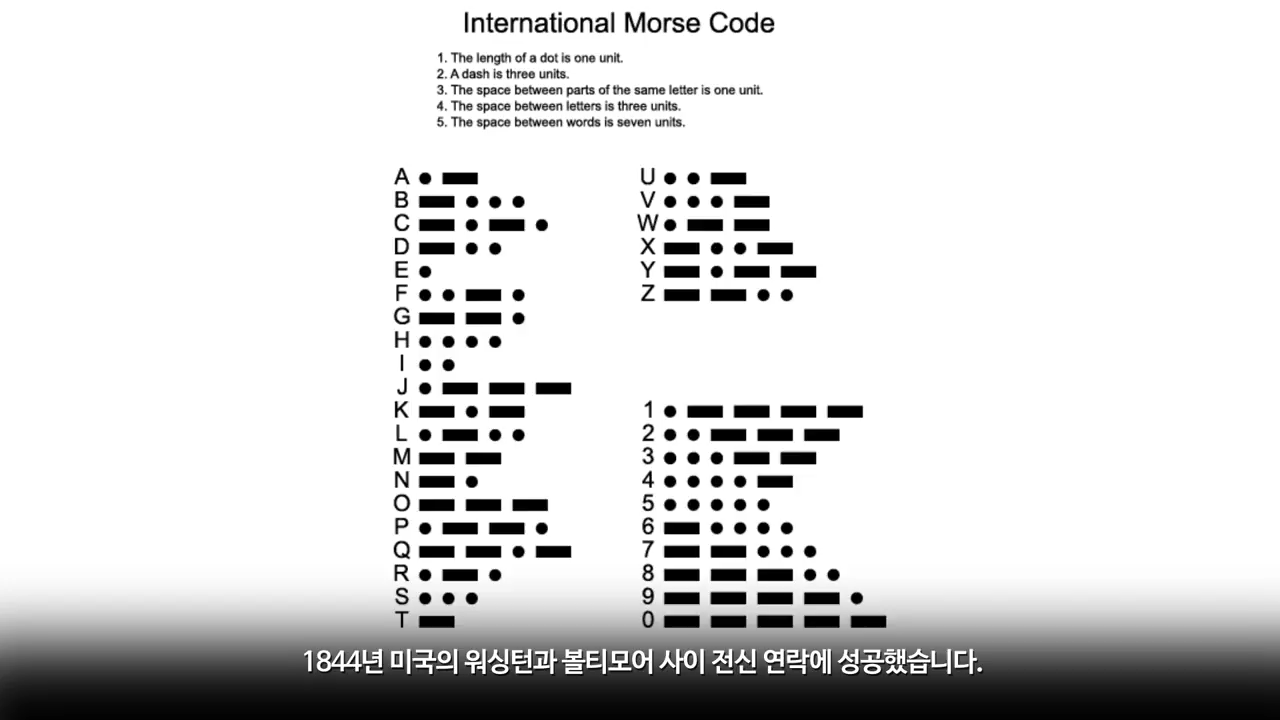 International Morse Code
1. The length of a dot is one unit.
2. A dash is three units.
3. The space between parts of the same letter is one unit.
4. The space between letters is three units.
5. The space between words is seven units.
A
B
C
D
E
F
G
H
I
J
K
L
M
N
O
P
Q
R
S
T
U
V
W
X
Y
Z
1
2
3
4
5
6
7
8
9
0
1844년 미국의 워싱턴과 볼티모어 사이 전신 연락에 성공했습니다.